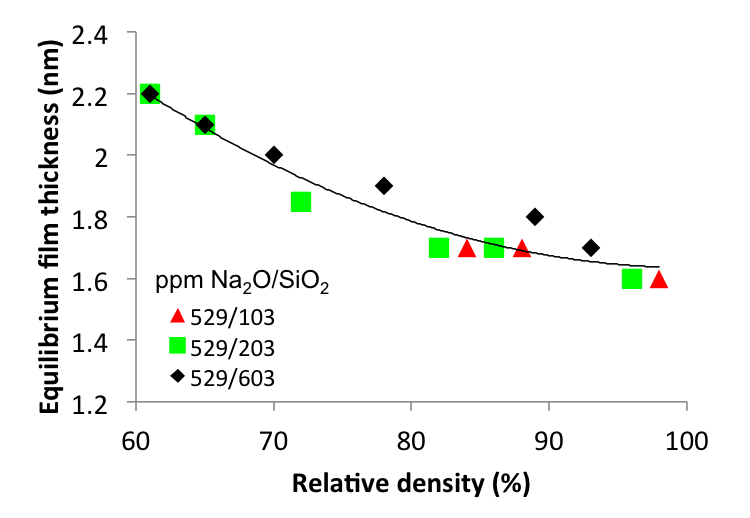 Equilibrium film thickness (nm)
2.4
2.2
2
1.8
1.6
1.4
1.2
ppm Na₂O/SiO₂
529/103
529/203
529/603
60 70 80 90 100
Relative density (%)